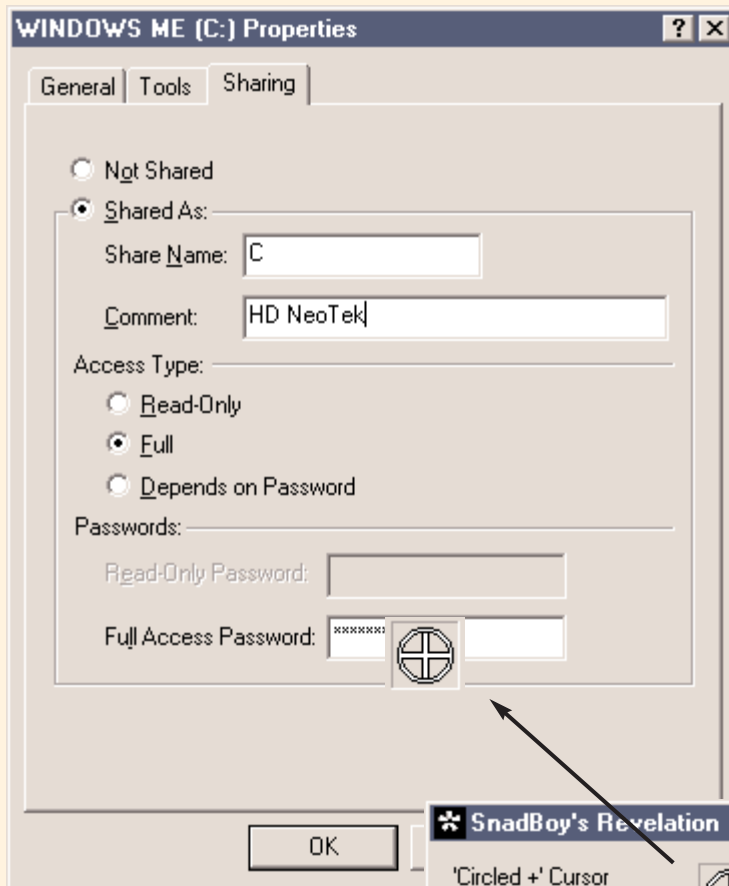 WINDOWS ME (C:) Properties
General Tools Sharing
Not Shared
Shared As:
Share Name: C
Comment: HD NeoTek
Access Type:
Read-Only
Full
Depends on Password
Passwords:
Read-Only Password:
Full Access Password: *******
OK
SnadBoy's Revelation
'Circled +' Cursor